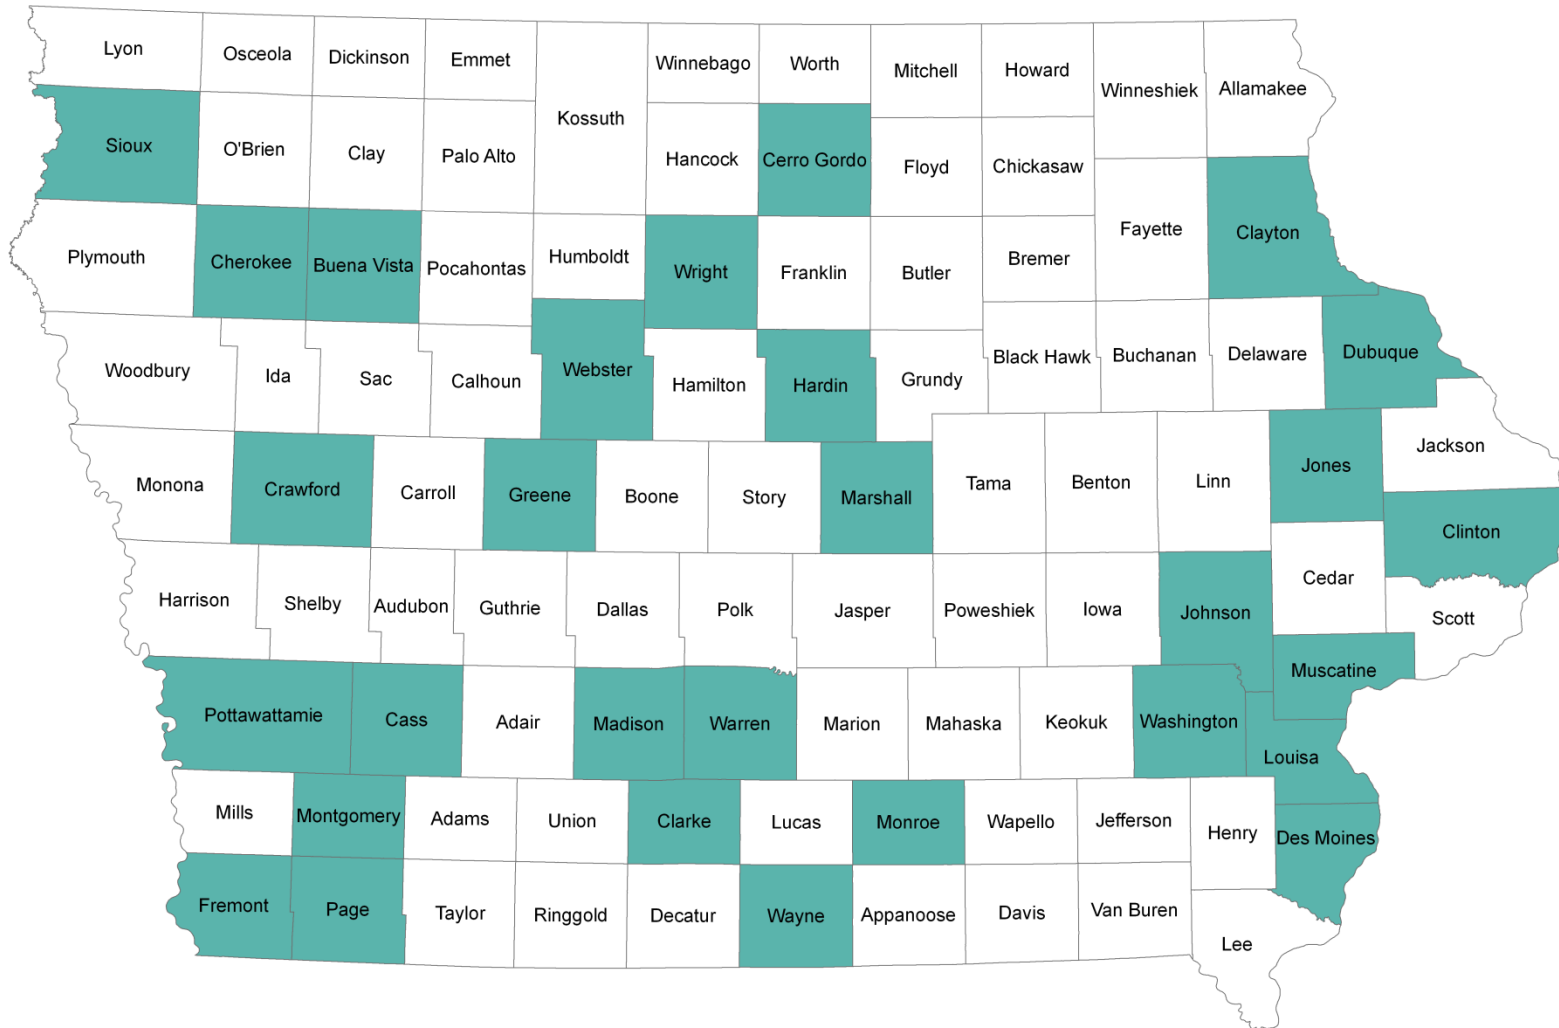 Lyon
Osceola
Dickinson
Emmet
Kossuth
Winnebago
Worth
Mitchell
Howard
Winneshiek
Allamakee
Sioux
O'Brien
Clay
Palo Alto
Hancock
Cerro Gordo
Floyd
Chickasaw
Fayette
Clayton
Plymouth
Cherokee
Buena Vista
Pocahontas
Humboldt
Wright
Franklin
Butler
Bremer
Woodbury
Ida
Sac
Calhoun
Webster
Hamilton
Hardin
Grundy
Black Hawk
Buchanan
Delaware
Dubuque
Monona
Crawford
Carroll
Greene
Boone
Story
Marshall
Tama
Benton
Linn
Jones
Jackson
Clinton
Harrison
Shelby
Audubon
Guthrie
Dallas
Polk
Jasper
Poweshiek
Iowa
Johnson
Cedar
Scott
Muscatine
Pottawattamie
Cass
Adair
Madison
Warren
Marion
Mahaska
Keokuk
Washington
Louisa
Mills
Montgomery
Adams
Union
Clarke
Lucas
Monroe
Wapello
Jefferson
Henry
Des Moines
Fremont
Page
Taylor
Ringgold
Decatur
Wayne
Appanoose
Davis
Van Buren
Lee